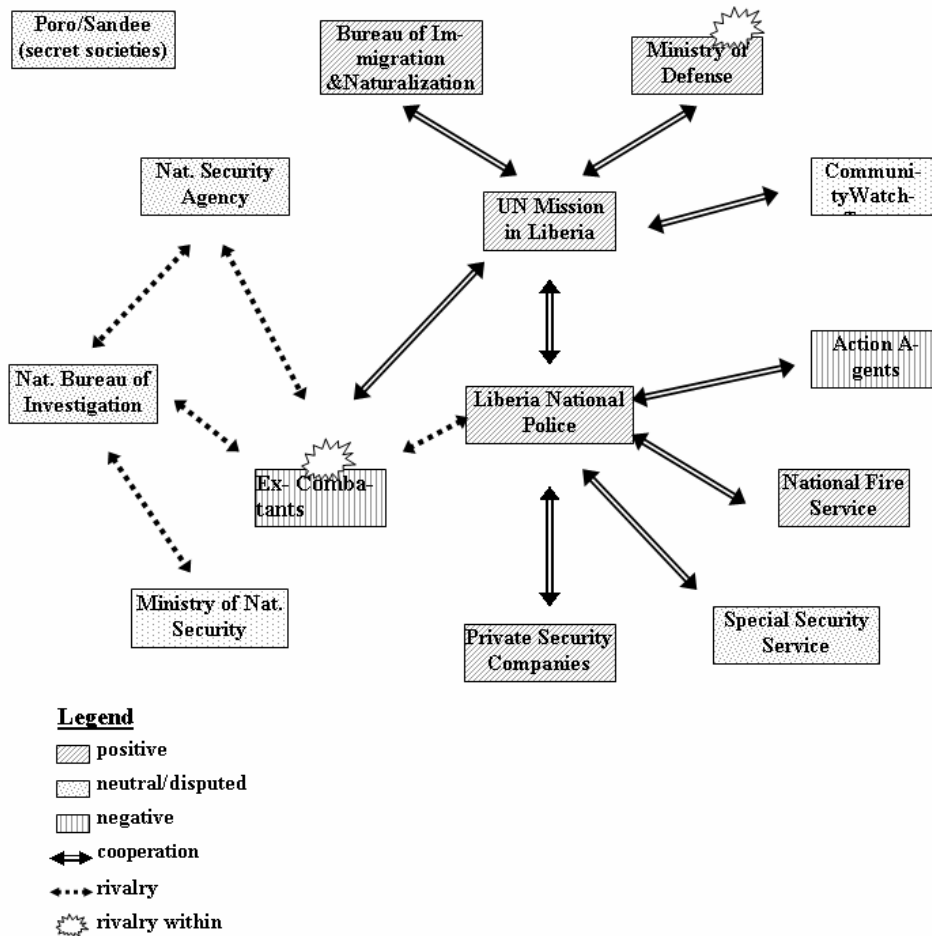 Poro/Sandee
(secret societies)
Bureau of Im-
migration
&Naturalization
Ministry of
Defense
Nat. Security
Agency
UN Mission
in Liberia
Communi-
tyWatch-
Nat. Bureau of
Investigation
Liberia National
Police
Action A-
gents
Ex- Comba-
tants
National Fire
Service
Ministry of Nat.
Security
Private Security
Companies
Special Security
Service
Legend
positive
neutral/disputed
negative
cooperation
rivalry
rivalry within